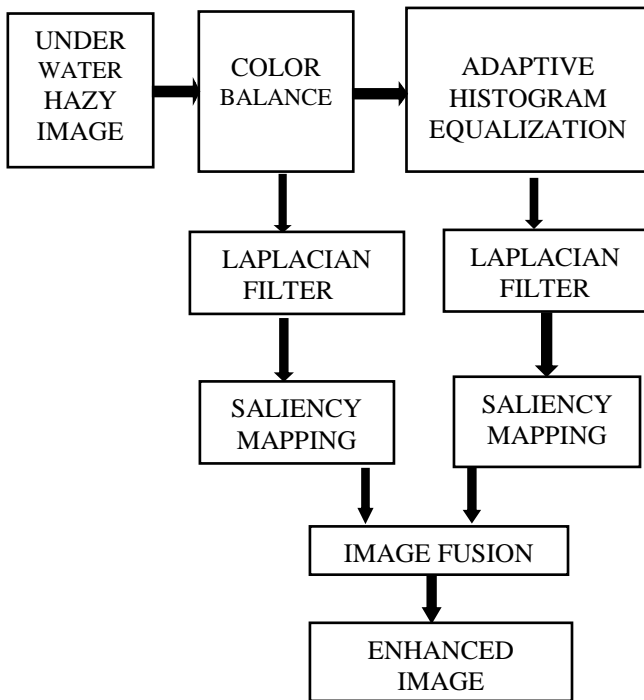 UNDER
WATER
HAZY
IMAGE
COLOR
BALANCE
ADAPTIVE
HISTOGRAM
EQUALIZATION
LAPLACIAN
FILTER
LAPLACIAN
FILTER
SALIENCY
MAPPING
SALIENCY
MAPPING
IMAGE FUSION
ENHANCED
IMAGE